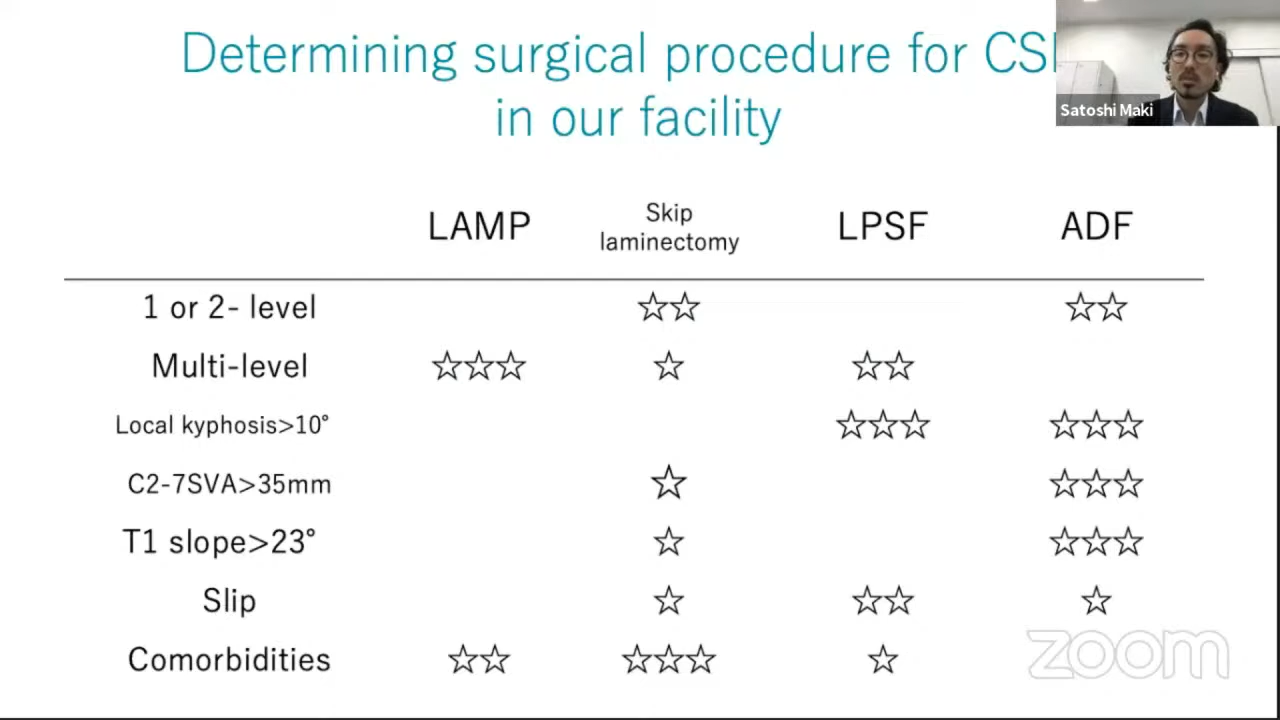 Determining surgical procedure for CS
in our facility
Satoshi Maki
LAMP Skip laminectomy LPSF ADF
1 or 2- level ☆☆ ☆☆
Multi-level ☆☆☆ ☆ ☆☆
Local kyphosis>10° ☆☆☆ ☆☆☆
C2-7SVA>35mm ☆ ☆☆☆
T1 slope>23° ☆ ☆☆☆
Slip ☆ ☆☆ ☆
Comorbidities ☆☆ ☆☆☆ ☆
zoom